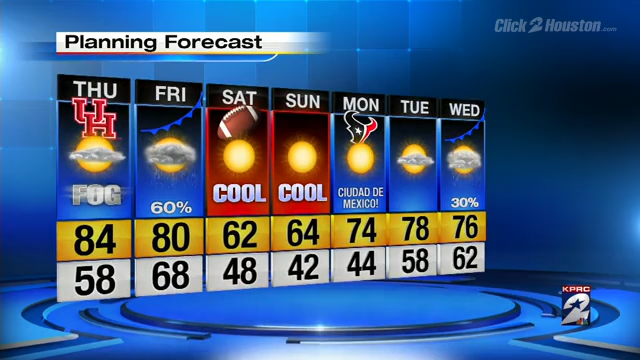 Click2Houston.com
Planning Forecast
THU FRI SAT SUN MON TUE WED
UH
FOG 60% COOL COOL CIUDAD DE MEXICO! 30%
84 80 62 64 74 78 76
58 68 48 42 44 58 62
KPRC
2